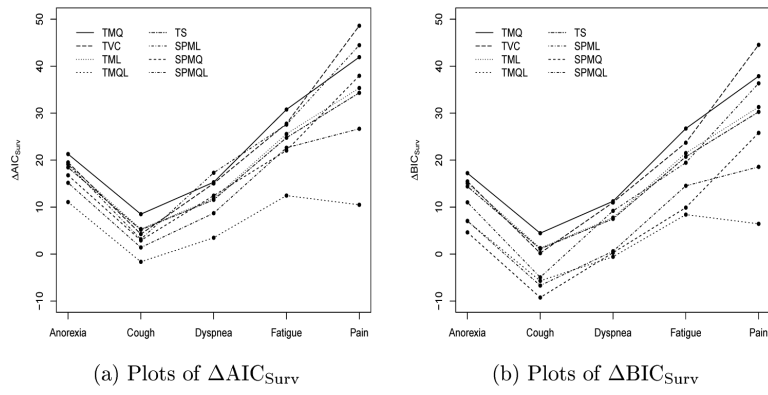 ΔAIC_Surv
50
40
30
20
10
0
−10
TMQ
TVC
TML
TMQL
TS
SPML
SPMQ
SPMQL
Anorexia Cough Dyspnea Fatigue Pain
(a) Plots of ΔAIC_Surv
ΔBIC_Surv
50
40
30
20
10
0
−10
TMQ
TVC
TML
TMQL
TS
SPML
SPMQ
SPMQL
Anorexia Cough Dyspnea Fatigue Pain
(b) Plots of ΔBIC_Surv